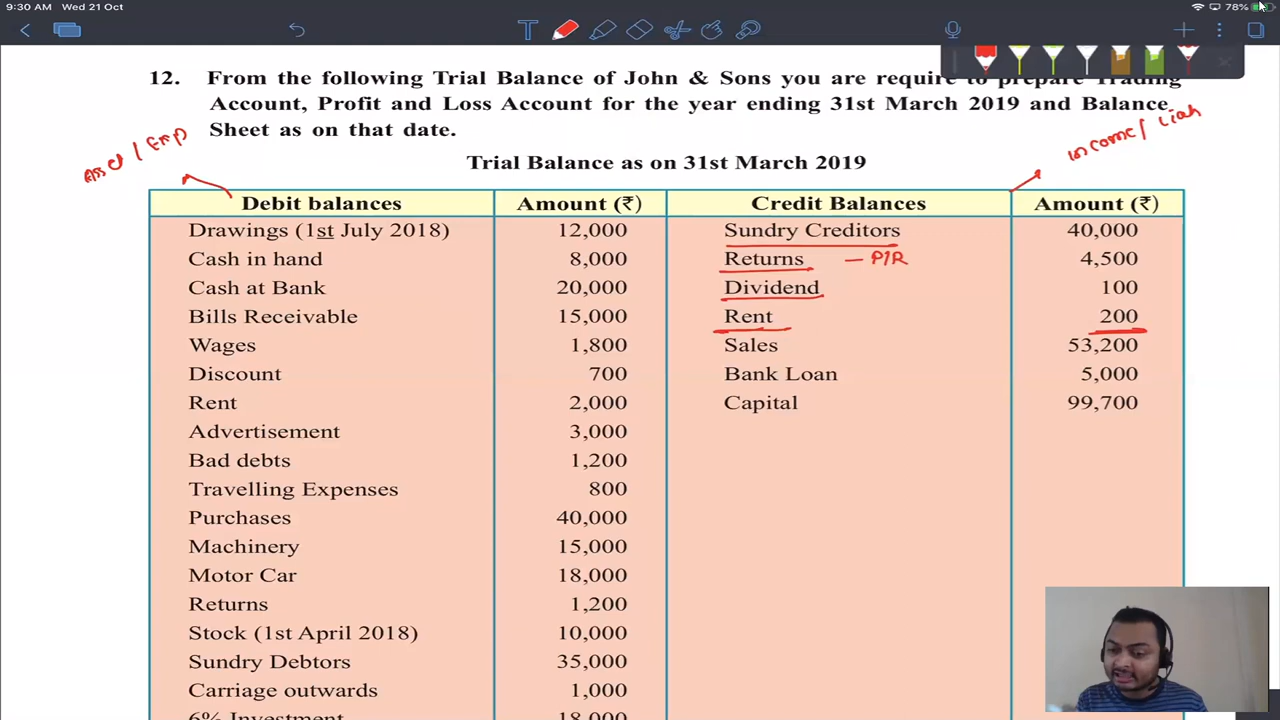 9:30 AM Wed 21 Oct
78%
12. From the following Trial Balance of John & Sons you are require to prepare Trading
Account, Profit and Loss Account for the year ending 31st March 2019 and Balance
Sheet as on that date.
Asset / Exp
income / Liab
Trial Balance as on 31st March 2019
Debit balances Amount (₹) Credit Balances Amount (₹)
Drawings (1st July 2018) 12,000 Sundry Creditors 40,000
Cash in hand 8,000 Returns — P/R 4,500
Cash at Bank 20,000 Dividend 100
Bills Receivable 15,000 Rent 200
Wages 1,800 Sales 53,200
Discount 700 Bank Loan 5,000
Rent 2,000 Capital 99,700
Advertisement 3,000
Bad debts 1,200
Travelling Expenses 800
Purchases 40,000
Machinery 15,000
Motor Car 18,000
Returns 1,200
Stock (1st April 2018) 10,000
Sundry Debtors 35,000
Carriage outwards 1,000
6% Investment 18,000